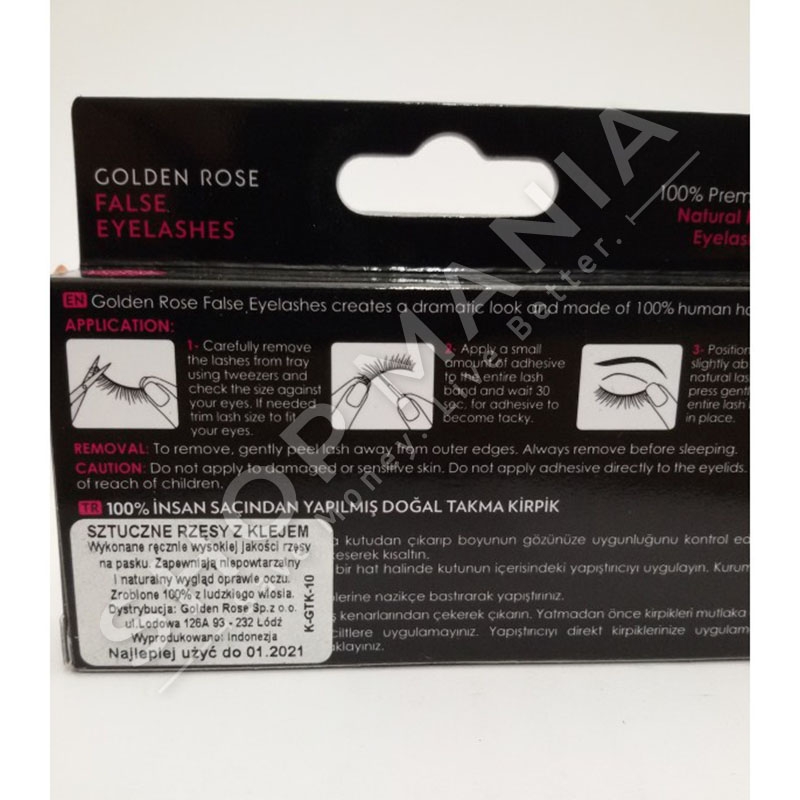 GOLDEN ROSE
FALSE
EYELASHES
100% Prem
Natural
Eyelas
EN Golden Rose False Eyelashes creates a dramatic look and made of 100% human ha
APPLICATION:
1- Carefully remove
the lashes from tray
using tweezers and
check the size against
your eyes. If needed
trim lash size to fit
your eyes.
2- Apply a small
amount of adhesive
to the entire lash
band and wait 30
sec. for adhesive to
become tacky.
3- Position
slightly ab
natural las
press gent
entire lash
in place.
REMOVAL: To remove, gently peel lash away from outer edges. Always remove before sleeping.
CAUTION: Do not apply to damaged or sensitive skin. Do not apply adhesive directly to the eyelids.
of reach of children.
TR 100% İNSAN SAÇINDAN YAPILMIŞ DOĞAL TAKMA KİRPİK
a kutudan çıkarıp boyunun gözünüze uygunluğunu kontrol ed
keserek kısaltın.
bir hat halinde kutunun içerisindeki yapıştırıcıyı uygulayın. Kurum
lerine nazikçe bastırarak yapıştırınız.
ş kenarlarından çekerek çıkarın. Yatmadan önce kirpikleri mutlaka
ciltlere uygulamayınız. Yapıştırıcıyı direkt kirpiklerinize uygulam
aklayınız.
SZTUCZNE RZĘSY Z KLEJEM
Wykonane ręcznie wysokiej jakości rzęsy
na pasku. Zapewniają niepowtarzalny
i naturalny wygląd oprawie oczu.
Zrobione 100% z ludzkiego włosia.
Dystrybucja: Golden Rose Sp.z o.o.
ul.Lodowa 126A 93 - 232 Łódź
Wyprodukowano: Indonezja
Najlepiej użyć do 01.2021
K-GTK-10
SHOPMANIA
Save Money. Live Better.